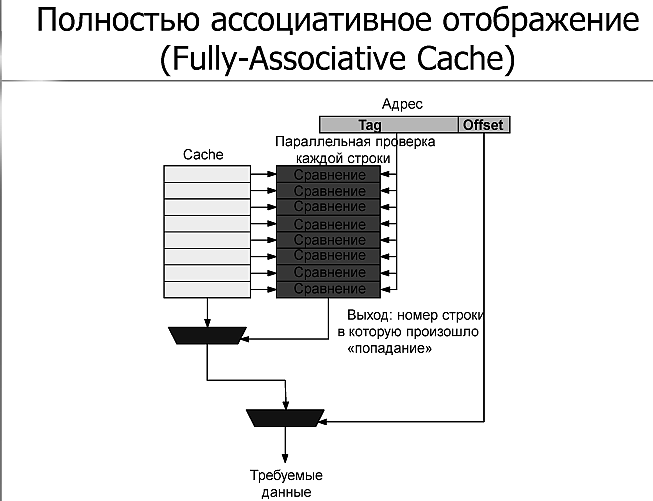 Полностью ассоциативное отображение
(Fully-Associative Cache)
Адрес
Tag Offset
Параллельная проверка
каждой строки
Cache
Сравнение
Сравнение
Сравнение
Сравнение
Сравнение
Сравнение
Сравнение
Сравнение
Выход: номер строки
в которую произошло
«попадание»
Требуемые
данные